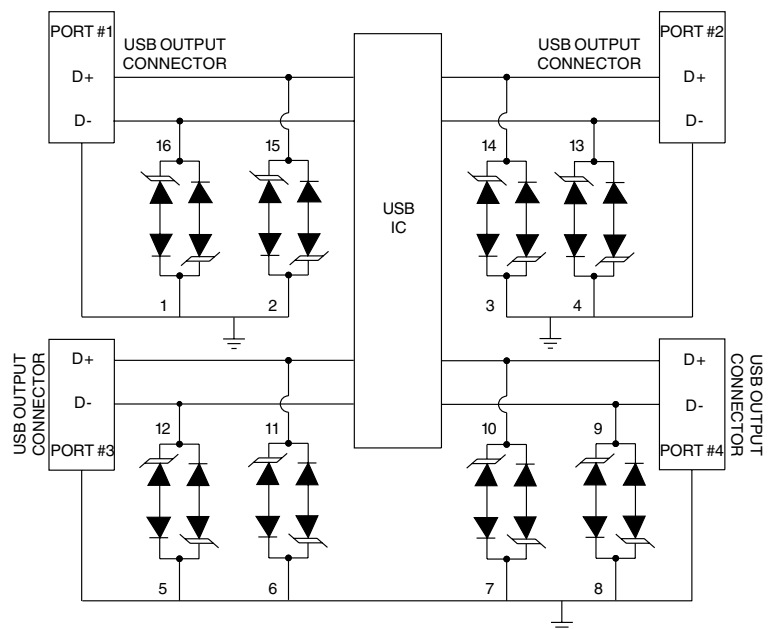 PORT #1
USB OUTPUT
CONNECTOR
D+
D-
16
15
1
2
USB
IC
USB OUTPUT
CONNECTOR
PORT #2
D+
D-
14
13
3
4
USB OUTPUT
CONNECTOR
D+
D-
PORT #3
12
11
5
6
D+
D-
PORT #4
USB OUTPUT
CONNECTOR
10
9
7
8